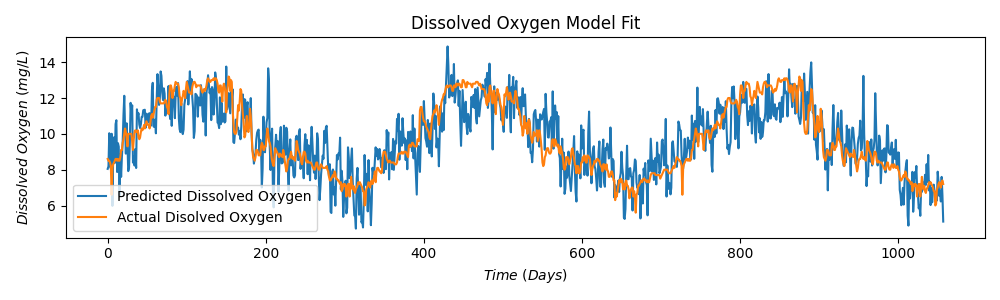 Dissolved Oxygen Model Fit
Dissolved Oxygen (mg/L)
14
12
10
8
6
Predicted Dissolved Oxygen
Actual Disolved Oxygen
0 200 400 600 800 1000
Time (Days)